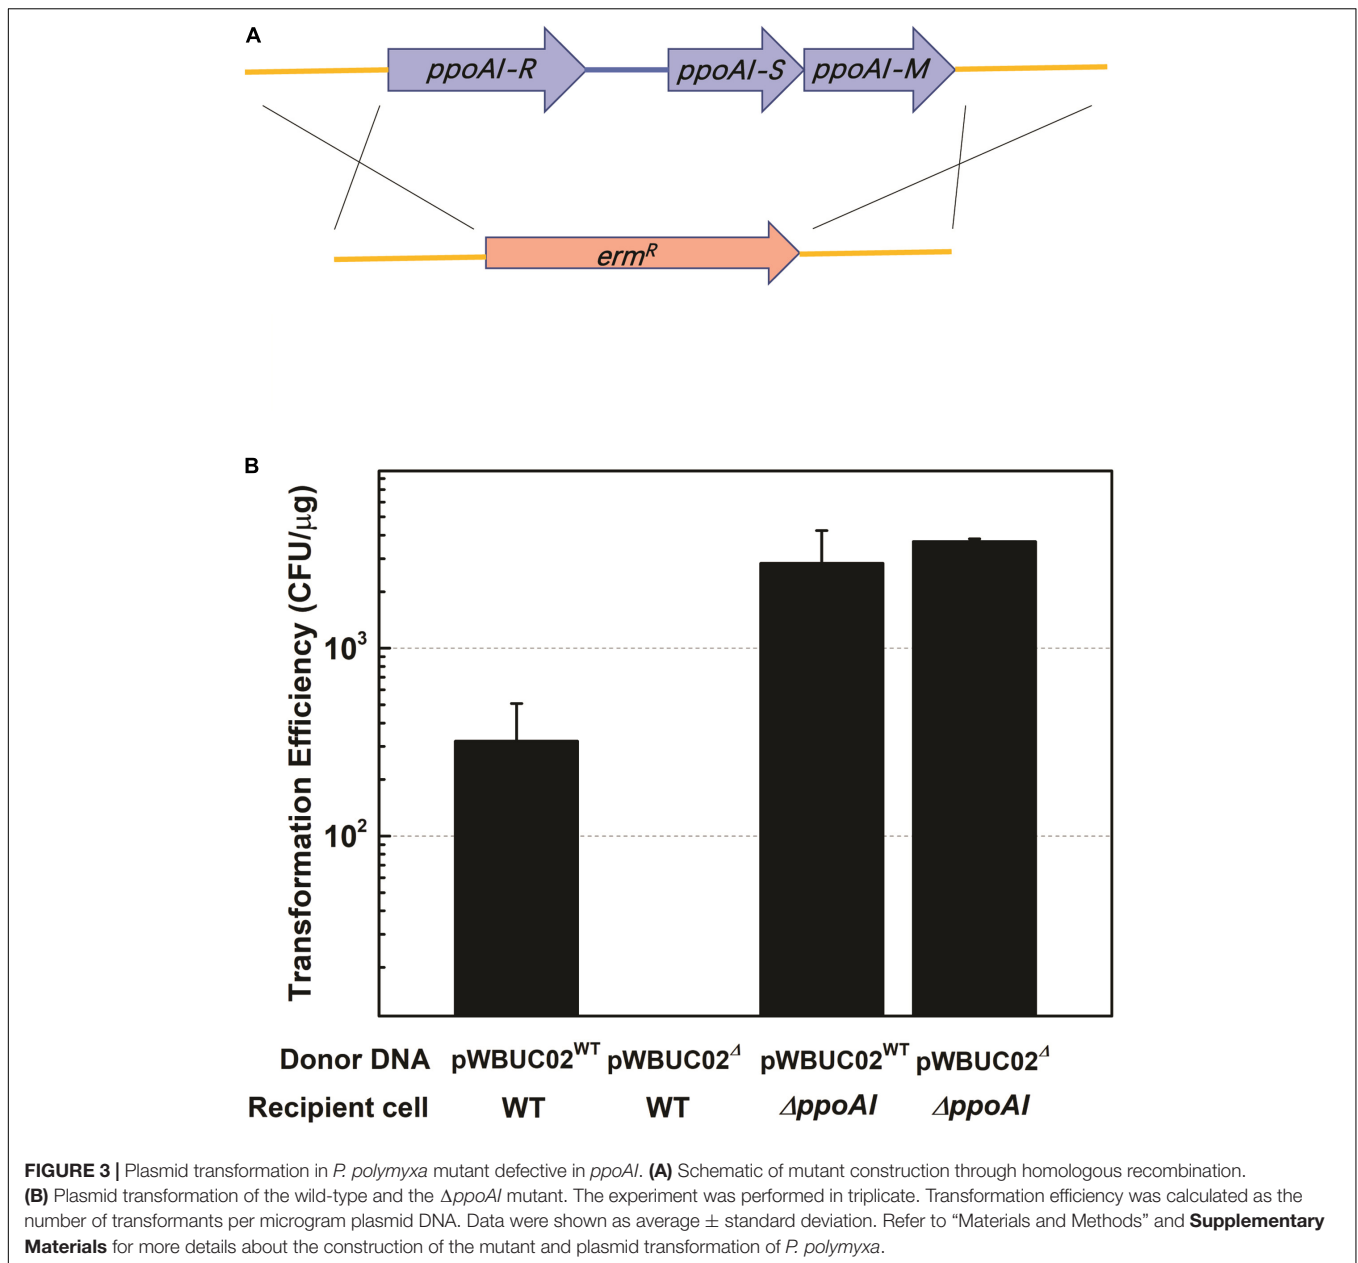 A
ppoAI-R
ppoAI-S
ppoAI-M
ermᴿ
B
Transformation Efficiency (CFU/μg)
10³
10²
Donor DNA pWBUC02ᵂᵀ pWBUC02^Δ pWBUC02ᵂᵀ pWBUC02^Δ
Recipient cell WT WT ΔppoAI ΔppoAI
FIGURE 3 | Plasmid transformation in P. polymyxa mutant defective in ppoAI. (A) Schematic of mutant construction through homologous recombination.
(B) Plasmid transformation of the wild-type and the ΔppoAI mutant. The experiment was performed in triplicate. Transformation efficiency was calculated as the
number of transformants per microgram plasmid DNA. Data were shown as average ± standard deviation. Refer to “Materials and Methods” and Supplementary
Materials for more details about the construction of the mutant and plasmid transformation of P. polymyxa.